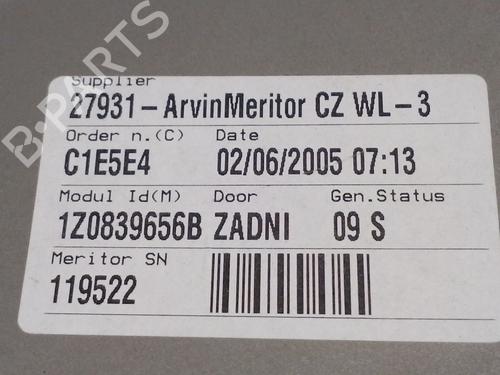 B-PARTS
Supplier
27931-ArvinMeritor CZ WL-3
Order n.(C) Date
C1E5E4 02/06/2005 07:13
Modul Id(M) Door Gen.Status
1Z0839656B ZADNI 09 S
Meritor SN
119522